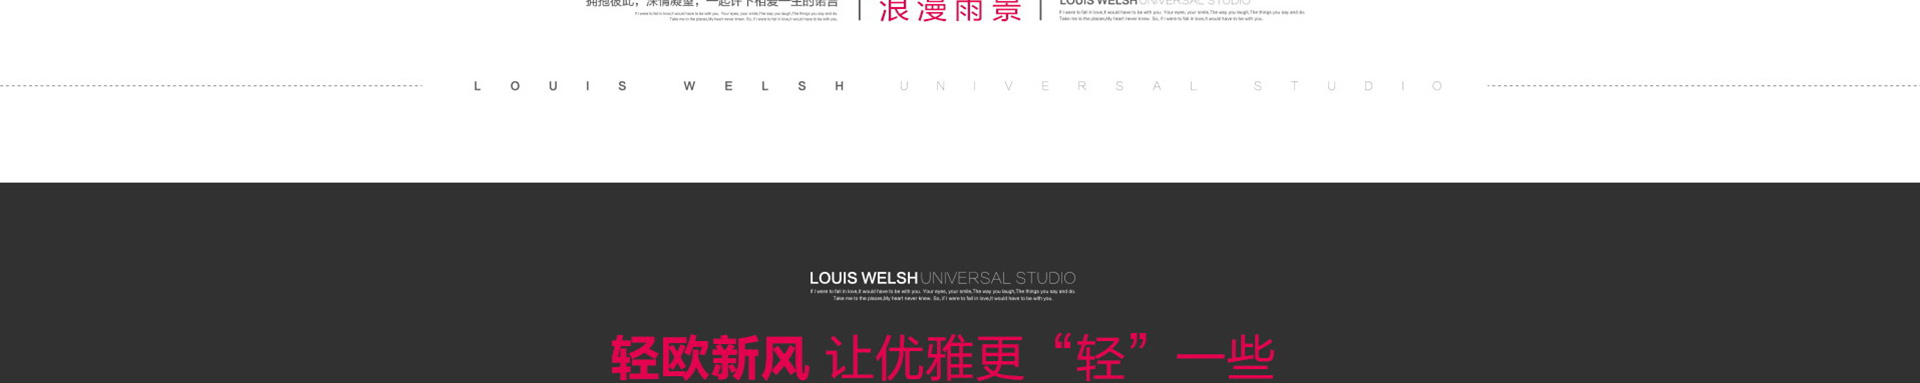 拥抱彼此，深情凝望，一起许下相爱一生的诺言
If I were to fall in love,It would have to be with you. Your eyes, your smile,The way you laugh,The things you say and do.
Take me to the places,My heart never knew. So, if I were to fall in love,It would have to be with you.
浪漫雨景
LOUIS WELSH UNIVERSAL STUDIO
If I were to fall in love,It would have to be with you. Your eyes, your smile,The way you laugh,The things you say and do.
Take me to the places,My heart never knew. So, if I were to fall in love,It would have to be with you.
LOUIS WELSH UNIVERSAL STUDIO
LOUIS WELSH UNIVERSAL STUDIO
If I were to fall in love,It would have to be with you. Your eyes, your smile,The way you laugh,The things you say and do.
Take me to the places,My heart never knew. So, if I were to fall in love,It would have to be with you.
轻欧新风 让优雅更“轻”一些